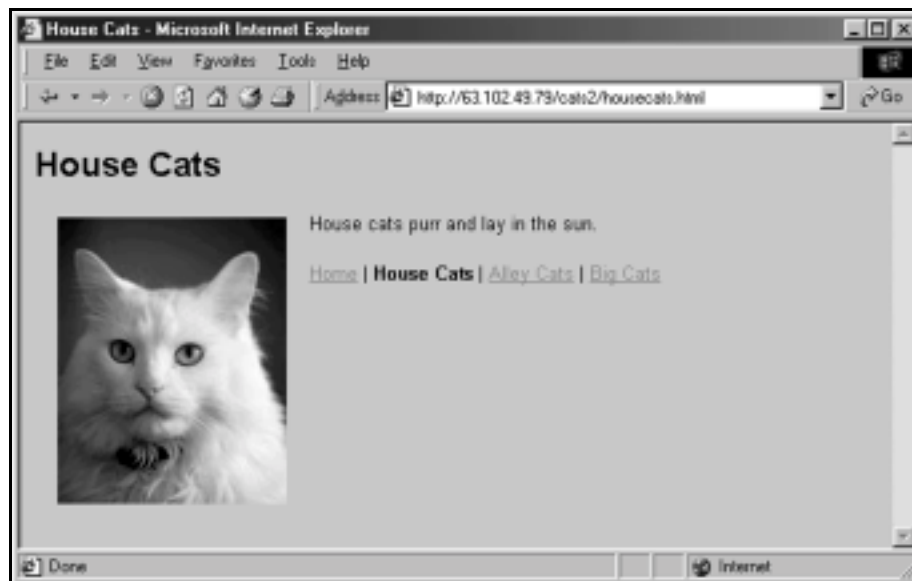 House Cats - Microsoft Internet Explorer
File Edit View Favorites Tools Help
Address http://63.102.49.79/cats2/housecats.html Go
House Cats
House cats purr and lay in the sun.
Home | House Cats | Alley Cats | Big Cats
Done Internet